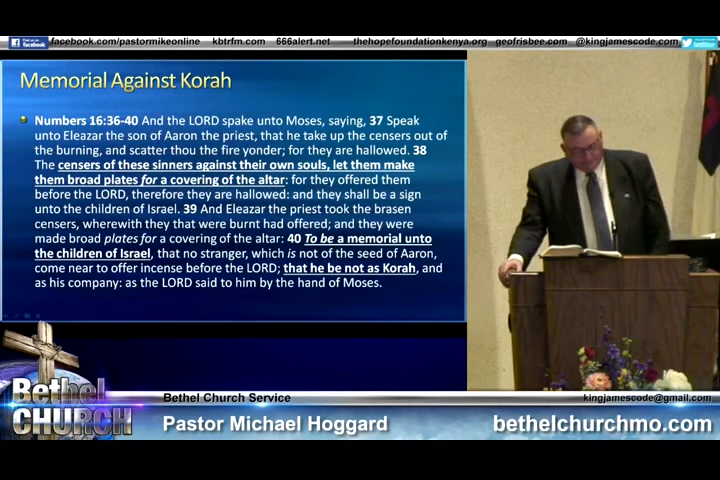 Find us on
facebook
facebook.com/pastormikeonline kbtrfm.com 666alert.net thehopefoundationkenya.org geofrisbee.com @kingjamescode.com
twitter
Memorial Against Korah
Numbers 16:36-40 And the LORD spake unto Moses, saying, 37 Speak
unto Eleazar the son of Aaron the priest, that he take up the censers out of
the burning, and scatter thou the fire yonder; for they are hallowed. 38
The censers of these sinners against their own souls, let them make
them broad plates for a covering of the altar: for they offered them
before the LORD, therefore they are hallowed: and they shall be a sign
unto the children of Israel. 39 And Eleazar the priest took the brasen
censers, wherewith they that were burnt had offered; and they were
made broad plates for a covering of the altar: 40 To be a memorial unto
the children of Israel, that no stranger, which is not of the seed of Aaron,
come near to offer incense before the LORD; that he be not as Korah, and
as his company: as the LORD said to him by the hand of Moses.
Bethel
CHURCH
Bethel Church Service
kingjamescode@gmail.com
Pastor Michael Hoggard
bethelchurchmo.com